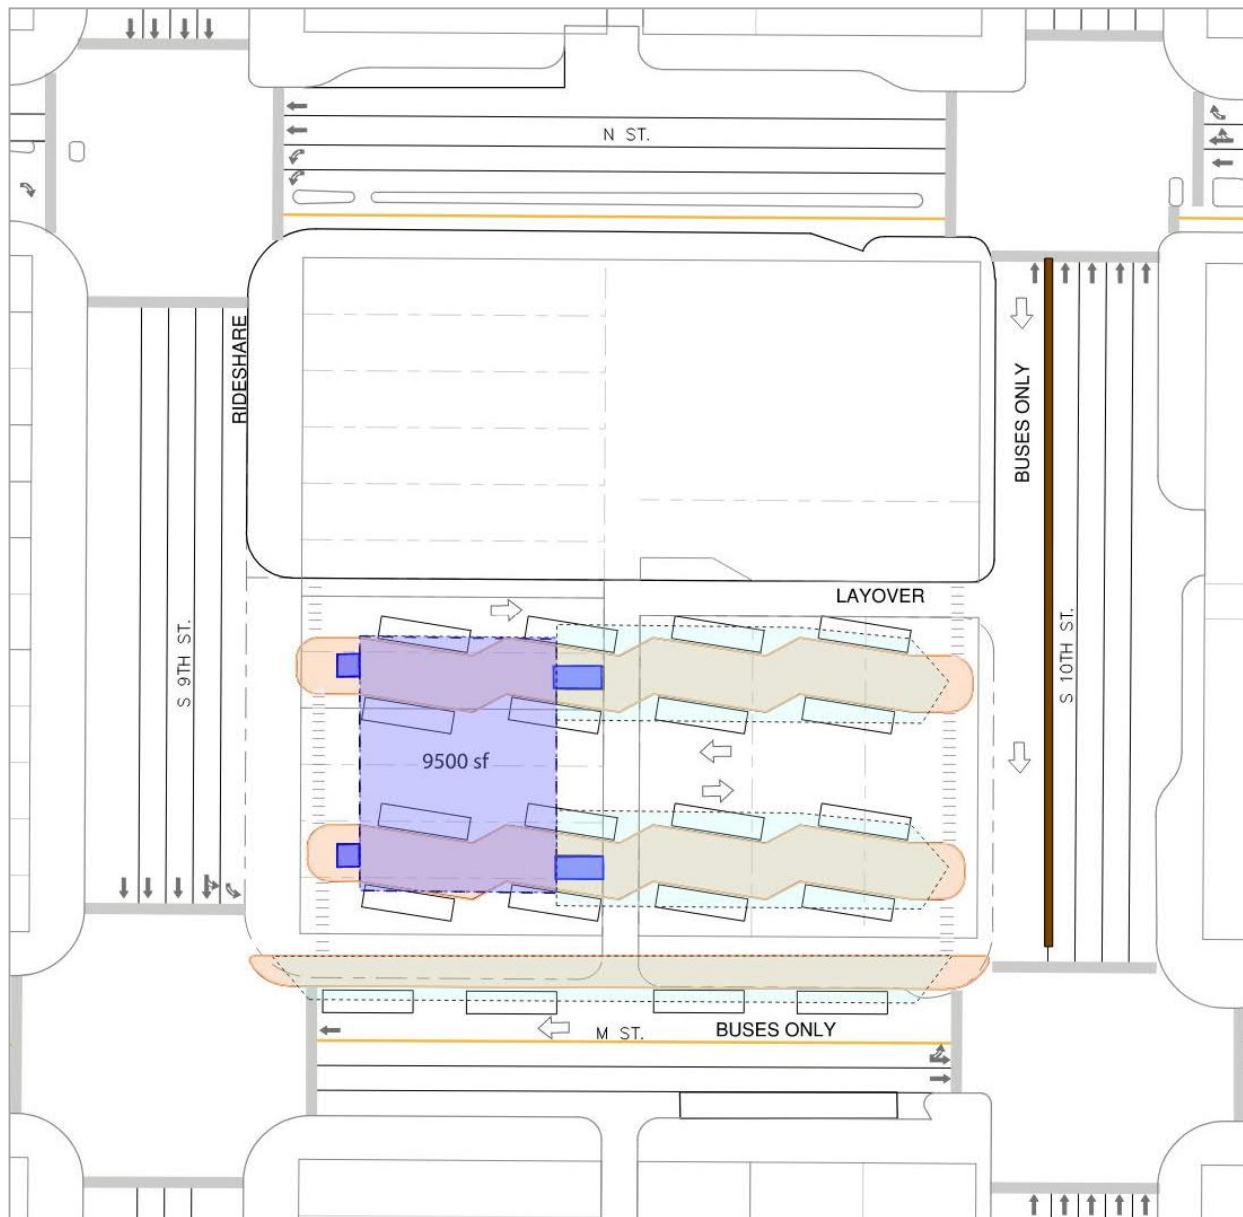 N ST.
RIDESHARE
BUSES ONLY
LAYOVER
S 9TH ST.
S 10TH ST.
9500 sf
BUSES ONLY
M ST.